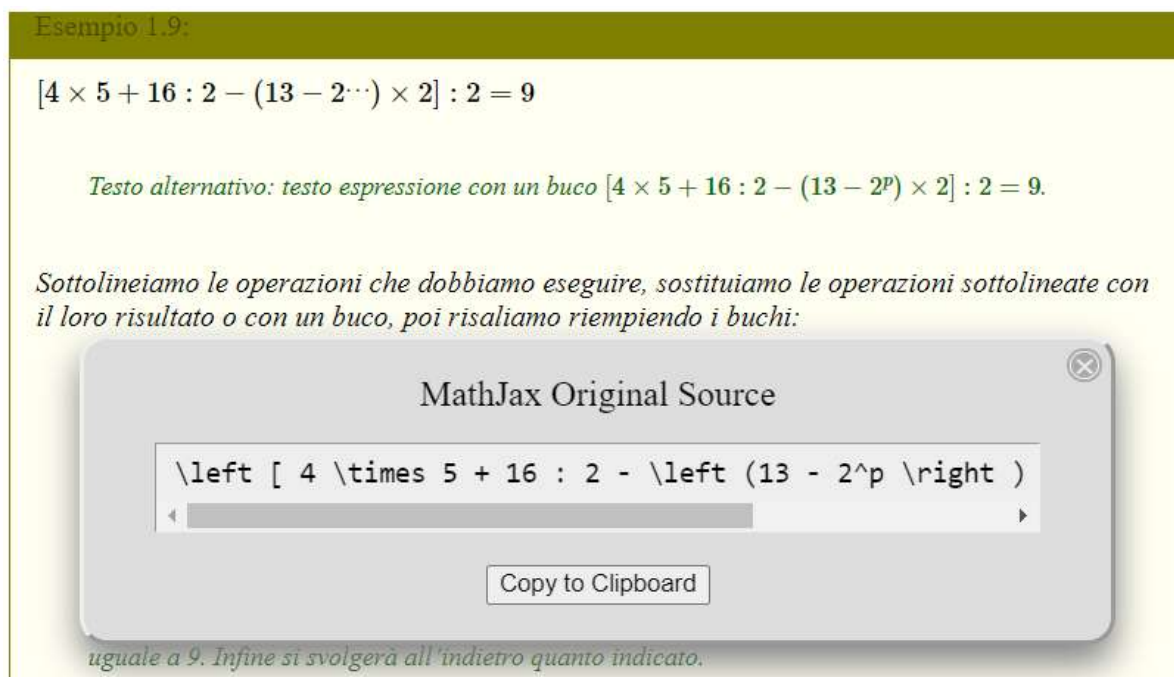 Esempio 1.9:
[4 × 5 + 16 : 2 − (13 − 2^{⋯}) × 2] : 2 = 9
Testo alternativo: testo espressione con un buco [4 × 5 + 16 : 2 − (13 − 2^p) × 2] : 2 = 9.
Sottolineiamo le operazioni che dobbiamo eseguire, sostituiamo le operazioni sottolineate con
il loro risultato o con un buco, poi risaliamo riempiendo i buchi:
MathJax Original Source
\left [ 4 \times 5 + 16 : 2 - \left (13 - 2^p \right )
Copy to Clipboard
uguale a 9. Infine si svolgerà all'indietro quanto indicato.